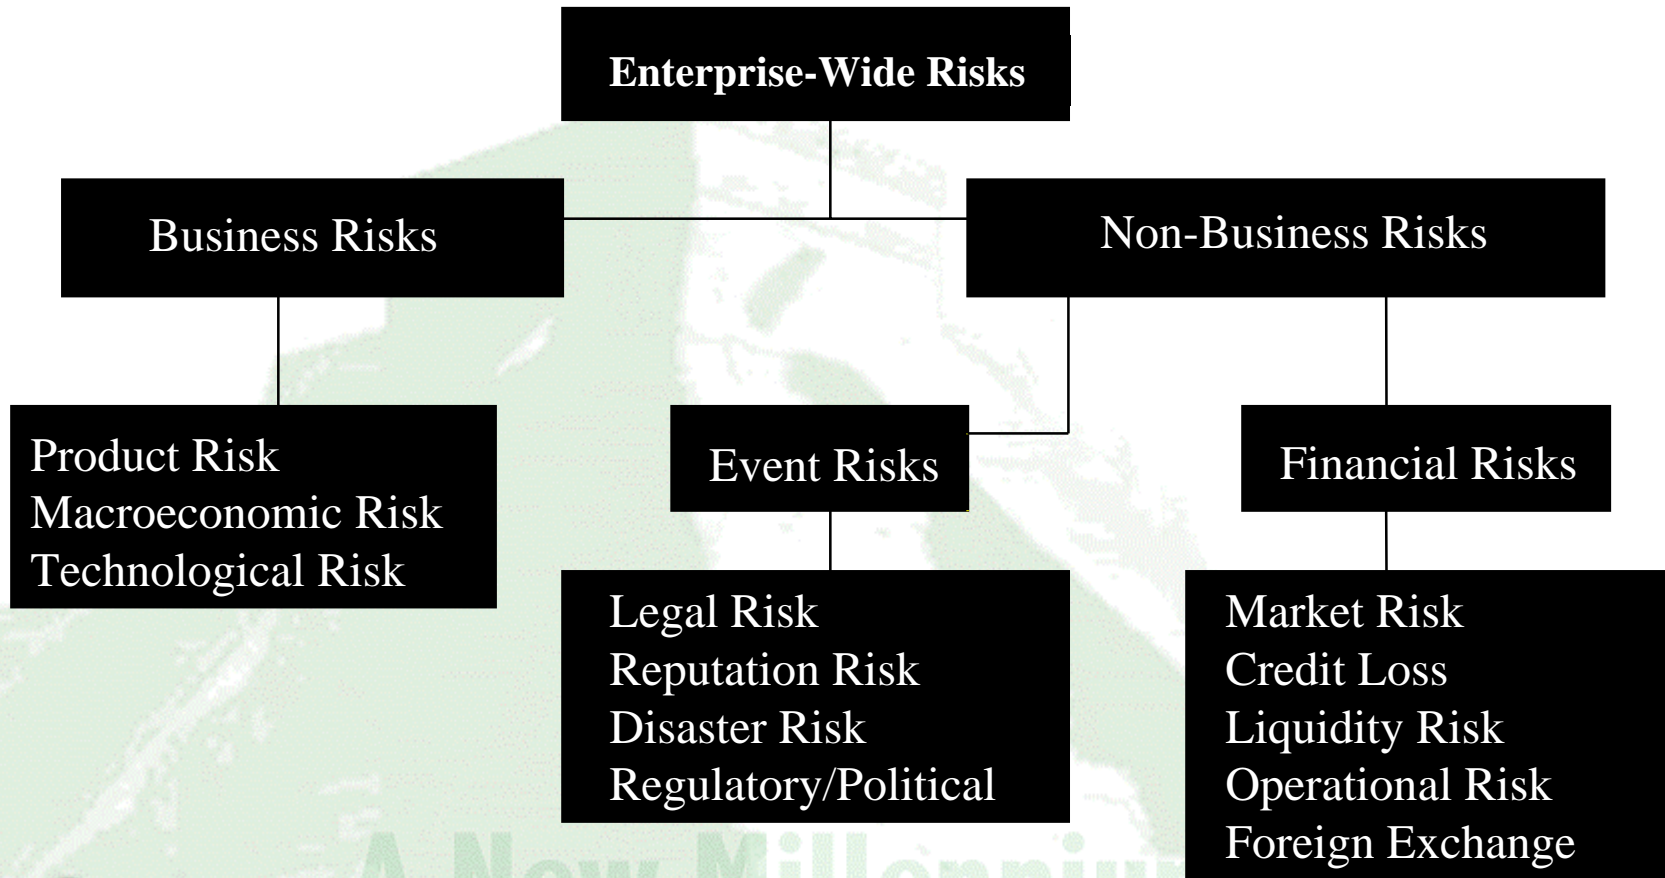 Enterprise-Wide Risks
Business Risks
Non-Business Risks
Product Risk
Macroeconomic Risk
Technological Risk
Event Risks
Financial Risks
Legal Risk
Reputation Risk
Disaster Risk
Regulatory/Political
Market Risk
Credit Loss
Liquidity Risk
Operational Risk
Foreign Exchange
A New